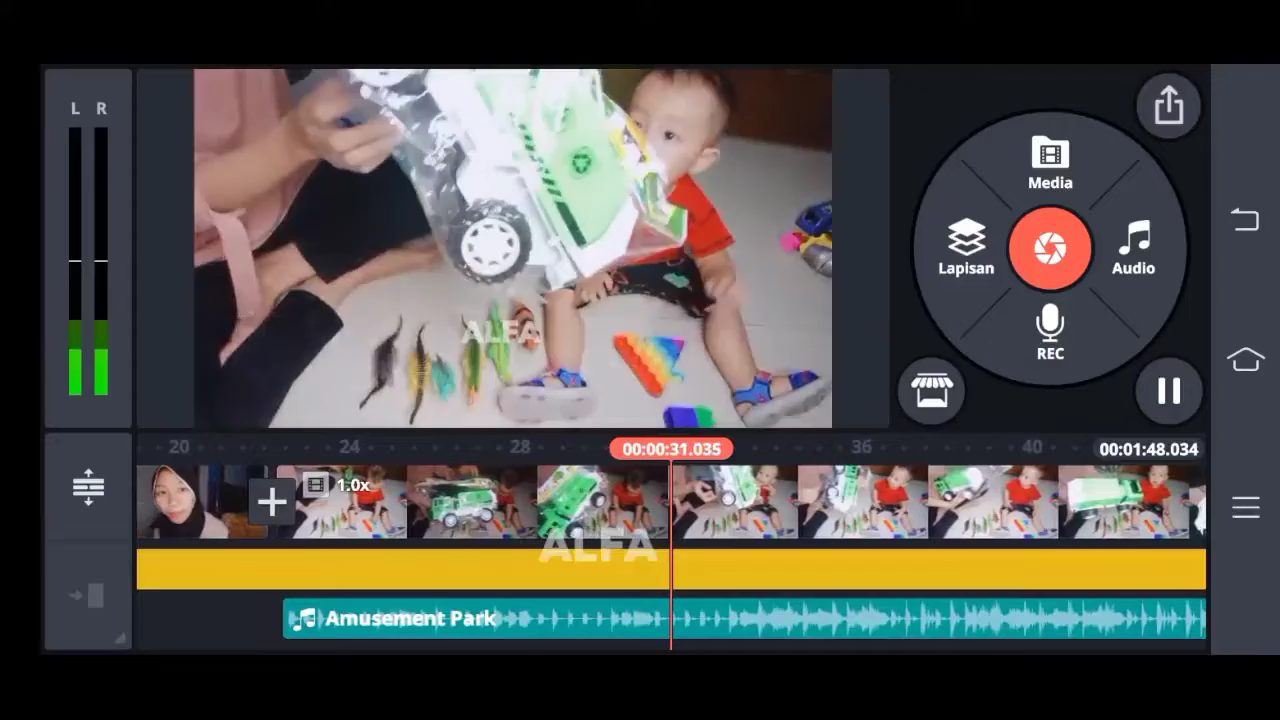 L R
ALFA
Media
Lapisan
Audio
REC
20 24 28 00:00:31.035 36 40 00:01:48.034
1.0x
ALFA
Amusement Park